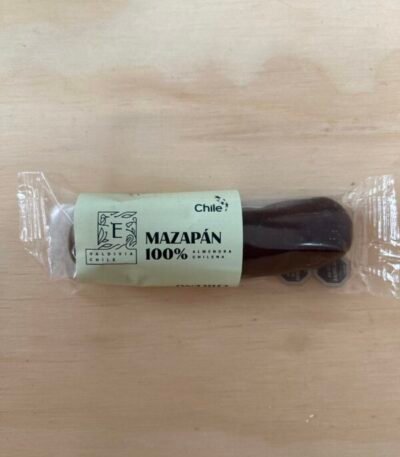 Chile
E
VALDIVIA
CHILE
MAZAPÁN
100% ALMENDRA
CHILENA